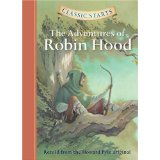 CLASSIC STARTS
The Adventures of
Robin Hood
Retold from the Howard Pyle original